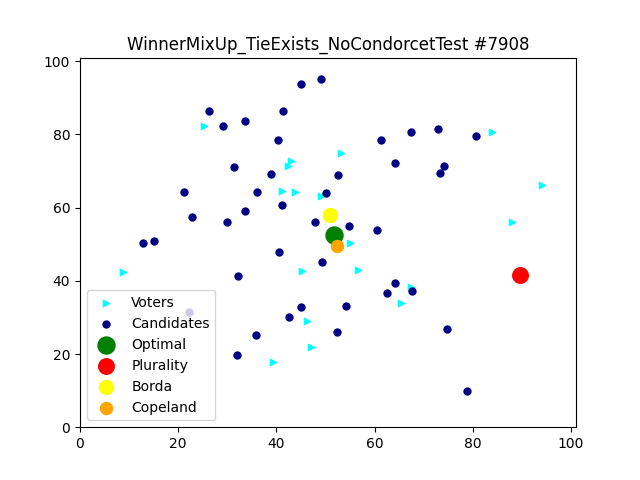 WinnerMixUp_TieExists_NoCondorcetTest #7908
100
80
60
40
20
0
Voters
Candidates
Optimal
Plurality
Borda
Copeland
0 20 40 60 80 100